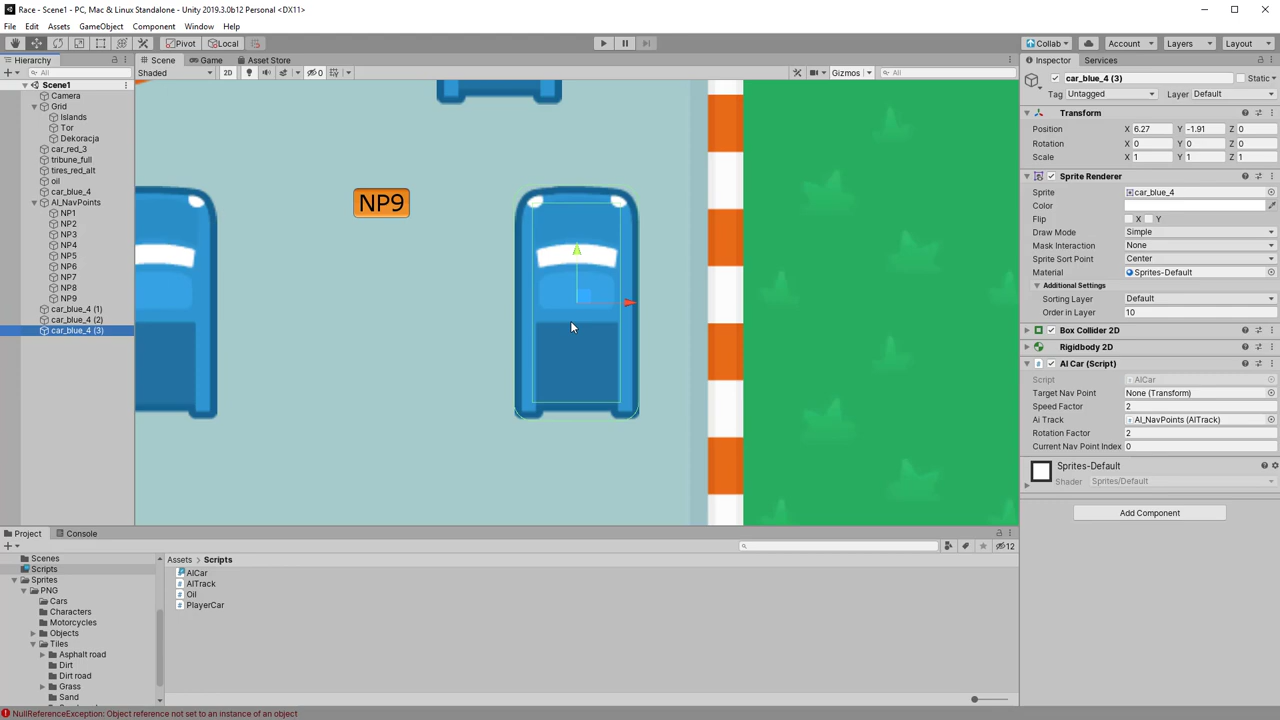 Race - Scene1 - PC, Mac & Linux Standalone - Unity 2019.3.0b12 Personal <DX11>
File Edit Assets GameObject Component Window Help
Pivot Local Collab Account Layers Layout
Hierarchy Scene Game Asset Store Inspector Services
All Shaded 2D 0 Gizmos All
Scene1
Camera
Grid
Islands
Tor
Dekoracja
car_red_3
tribune_full
tires_red_alt
oil
car_blue_4
AI_NavPoints
NP1
NP2
NP3
NP4
NP5
NP6
NP7
NP8
NP9
car_blue_4 (1)
car_blue_4 (2)
car_blue_4 (3)
NP9
car_blue_4 (3) Static
Tag Untagged Layer Default
Transform
Position X 6.27 Y -1.91 Z 0
Rotation X 0 Y 0 Z 0
Scale X 1 Y 1 Z 1
Sprite Renderer
Sprite car_blue_4
Color
Flip X Y
Draw Mode Simple
Mask Interaction None
Sprite Sort Point Center
Material Sprites-Default
Additional Settings
Sorting Layer Default
Order in Layer 10
Box Collider 2D
Rigidbody 2D
AI Car (Script)
Script AICar
Target Nav Point None (Transform)
Speed Factor 2
Ai Track AI_NavPoints (AITrack)
Rotation Factor 2
Current Nav Point Index 0
Sprites-Default
Shader Sprites/Default
Add Component
Project Console
12
Scenes
Scripts
Sprites
PNG
Cars
Characters
Motorcycles
Objects
Tiles
Asphalt road
Dirt
Dirt road
Grass
Sand
Assets > Scripts
AICar
AITrack
Oil
PlayerCar
NullReferenceException: Object reference not set to an instance of an object